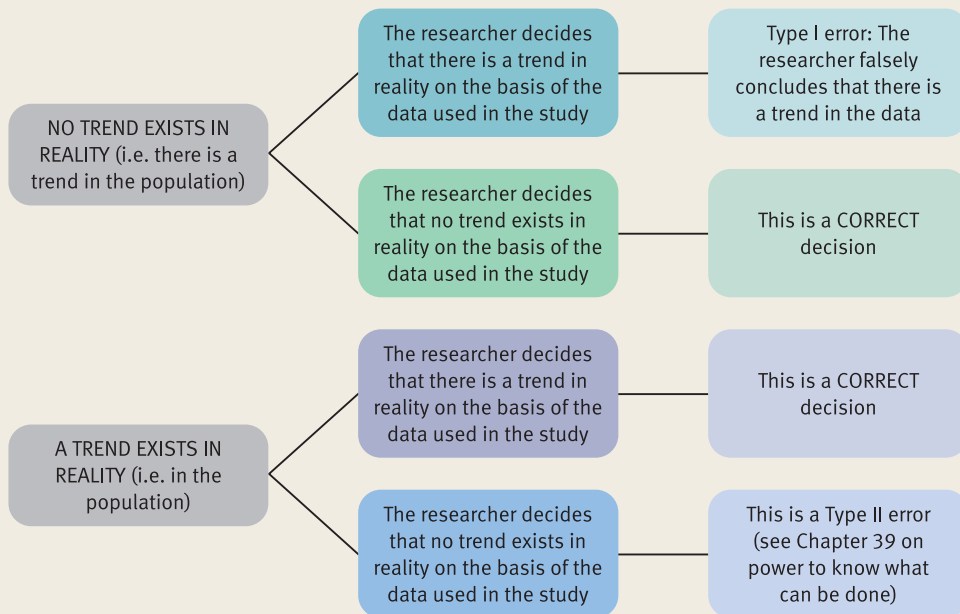 NO TREND EXISTS IN
REALITY (i.e. there is a
trend in the population)
The researcher decides
that there is a trend in
reality on the basis of the
data used in the study
Type I error: The
researcher falsely
concludes that there is
a trend in the data
The researcher decides
that no trend exists in
reality on the basis of the
data used in the study
This is a CORRECT
decision
A TREND EXISTS IN
REALITY (i.e. in the
population)
The researcher decides
that there is a trend in
reality on the basis of the
data used in the study
This is a CORRECT
decision
The researcher decides
that no trend exists in
reality on the basis of the
data used in the study
This is a Type II error
(see Chapter 39 on
power to know what
can be done)